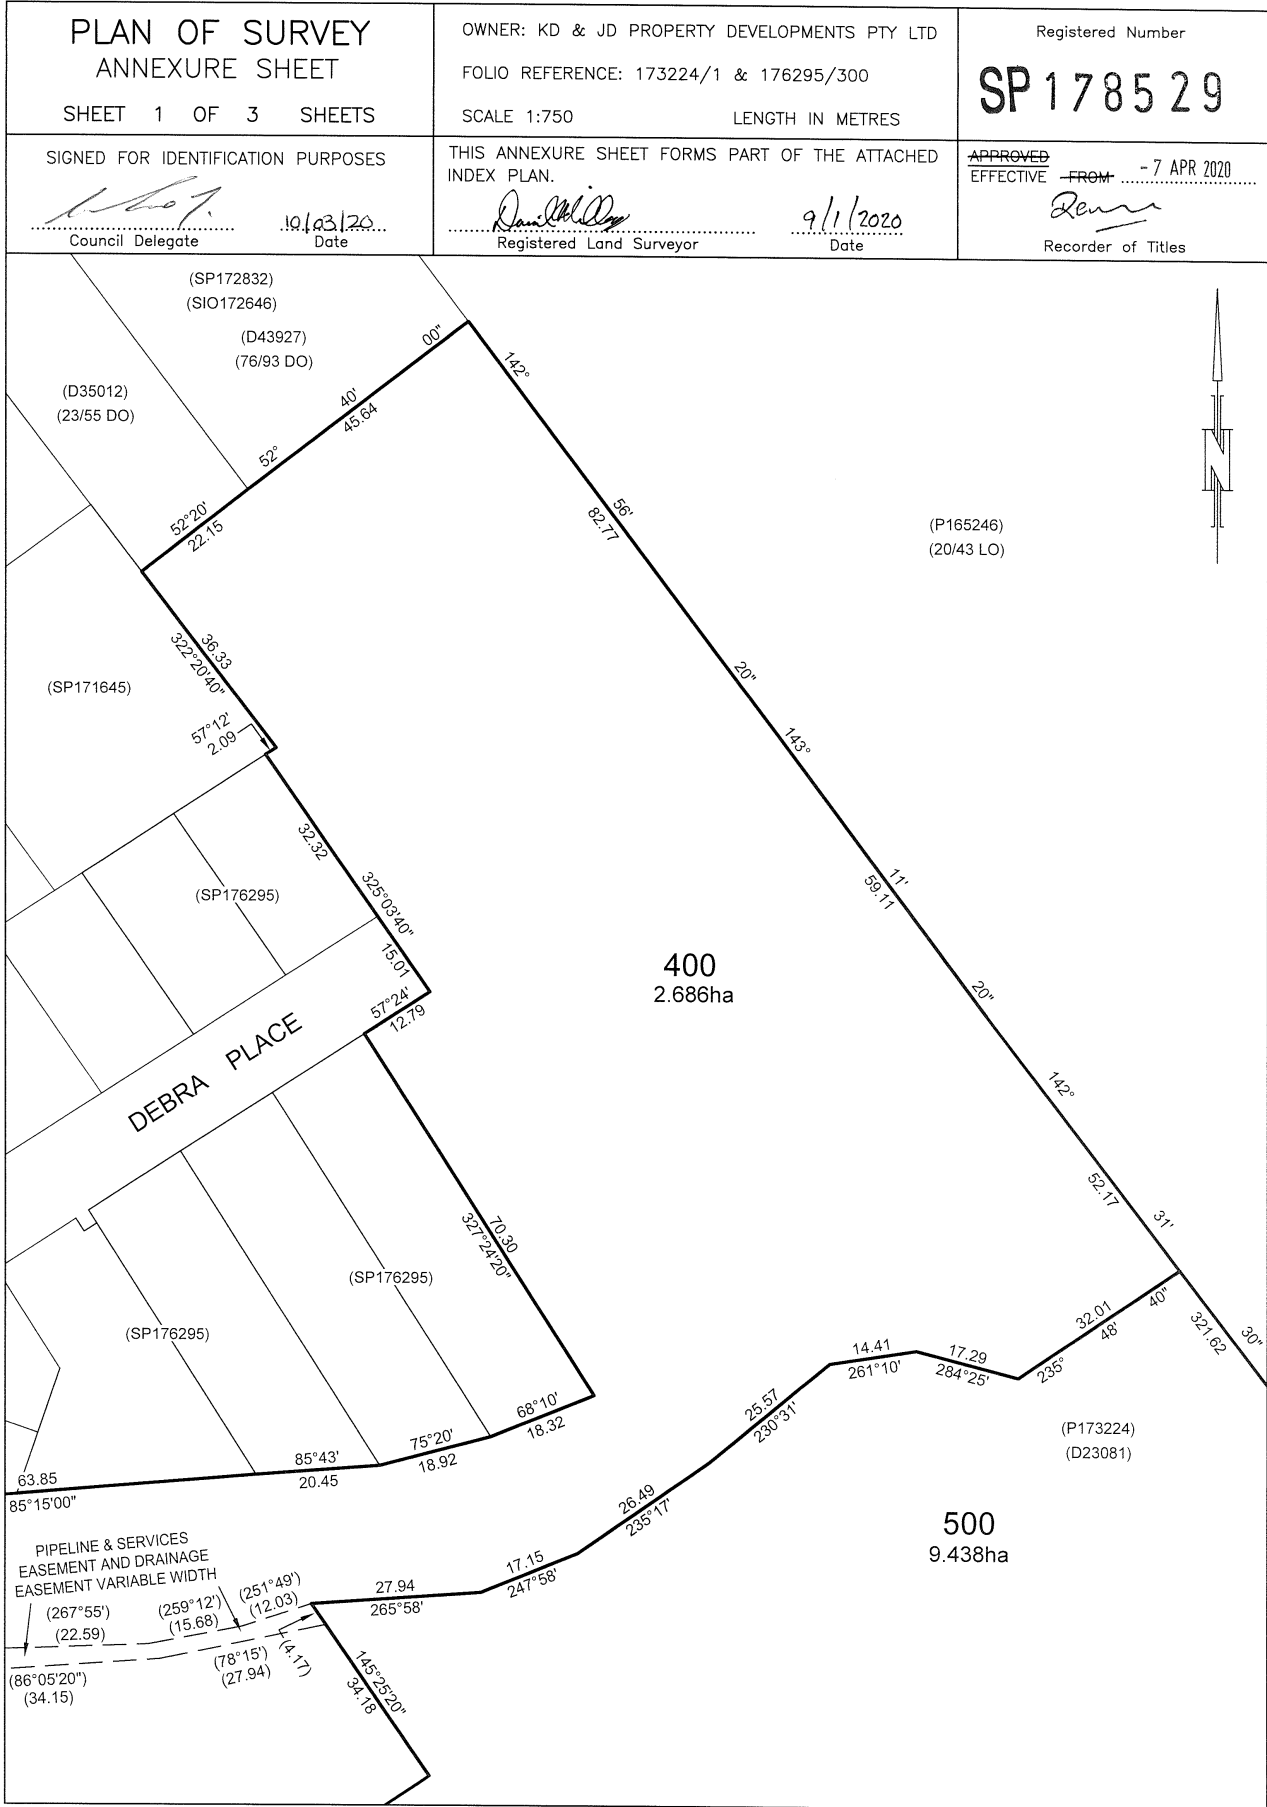 PLAN OF SURVEY
ANNEXURE SHEET
SHEET 1 OF 3 SHEETS
OWNER: KD & JD PROPERTY DEVELOPMENTS PTY LTD
FOLIO REFERENCE: 173224/1 & 176295/300
SCALE 1:750 LENGTH IN METRES
Registered Number
SP 178529
SIGNED FOR IDENTIFICATION PURPOSES
10/03/20
Council Delegate Date
THIS ANNEXURE SHEET FORMS PART OF THE ATTACHED
INDEX PLAN.
9/1/2020
Registered Land Surveyor Date
APPROVED
EFFECTIVE FROM -7 APR 2020
Recorder of Titles
(SP172832)
(SIO172646)
(D43927)
(76/93 DO)
(D35012)
(23/55 DO)
52° 40' 00"
45.64
52°20'
22.15
142° 56' 20"
82.77
N
(P165246)
(20/43 LO)
36.33
322°20'40"
(SP171645)
57°12'
2.09
143° 11' 20"
59.11
32.32
325°03'40"
15.01
(SP176295)
400
2.686ha
57°24'
12.79
DEBRA PLACE
142° 31' 30"
52.17
321.62
70.30
327°24'20"
(SP176295)
(SP176295)
32.01
235° 48' 40"
17.29
284°25'
14.41
261°10'
25.57
230°31'
68°10'
18.32
75°20'
18.92
85°43'
20.45
63.85
85°15'00"
(P173224)
(D23081)
26.49
235°17'
500
9.438ha
17.15
247°58'
27.94
265°58'
PIPELINE & SERVICES
EASEMENT AND DRAINAGE
EASEMENT VARIABLE WIDTH
(267°55')
(22.59)
(259°12')
(15.68)
(251°49')
(12.03)
(86°05'20")
(34.15)
(78°15')
(27.94)
(4.17)
145°25'20"
34.18